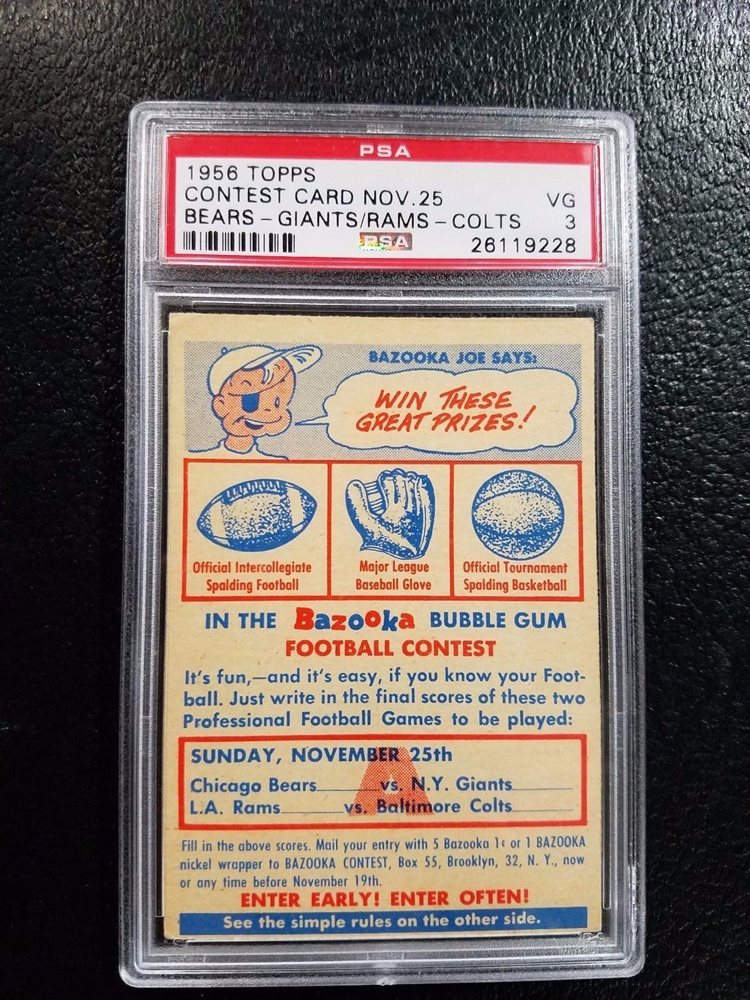 PSA
1956 TOPPS
CONTEST CARD NOV.25 VG
BEARS-GIANTS/RAMS-COLTS 3
PSA 26119228
BAZOOKA JOE SAYS:
WIN THESE
GREAT PRIZES!
Official Intercollegiate
Spalding Football
Major League
Baseball Glove
Official Tournament
Spalding Basketball
IN THE Bazooka BUBBLE GUM
FOOTBALL CONTEST
It's fun,—and it's easy, if you know your Foot-
ball. Just write in the final scores of these two
Professional Football Games to be played:
A
SUNDAY, NOVEMBER 25th
Chicago Bears______vs. N.Y. Giants______
L.A. Rams______vs. Baltimore Colts______
Fill in the above scores. Mail your entry with 5 Bazooka 1¢ or 1 BAZOOKA
nickel wrapper to BAZOOKA CONTEST, Box 55, Brooklyn, 32, N. Y., now
or any time before November 19th.
ENTER EARLY! ENTER OFTEN!
See the simple rules on the other side.